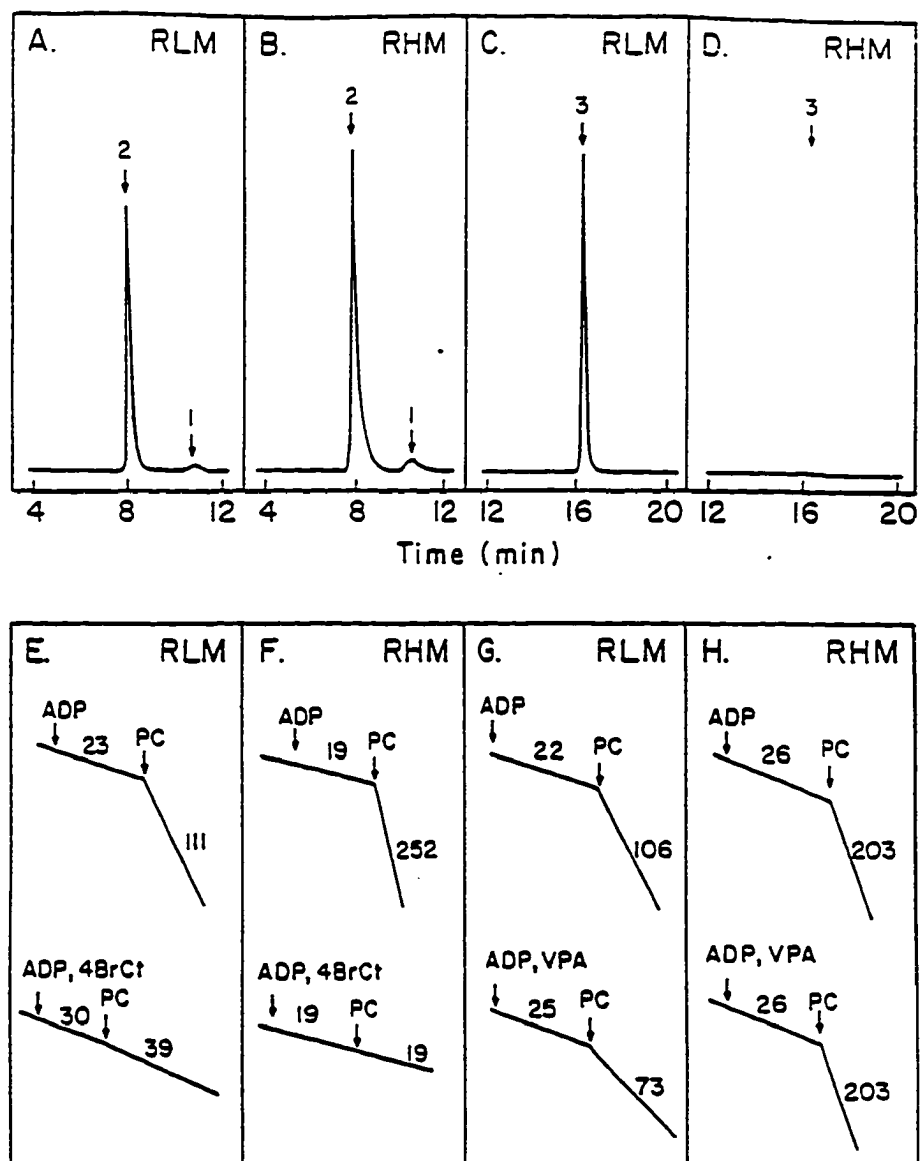 A. RLM B. RHM C. RLM D. RHM
2 2 3 3
1 1
4 8 12 4 8 12 12 16 20 12 16 20
Time (min)
E. RLM F. RHM G. RLM H. RHM
ADP 23 PC 111
ADP 19 PC 252
ADP 22 PC 106
ADP 26 PC 203
ADP, 4BrCt 30 PC 39
ADP, 4BrCt 19 PC 19
ADP, VPA 25 PC 73
ADP, VPA 26 PC 203